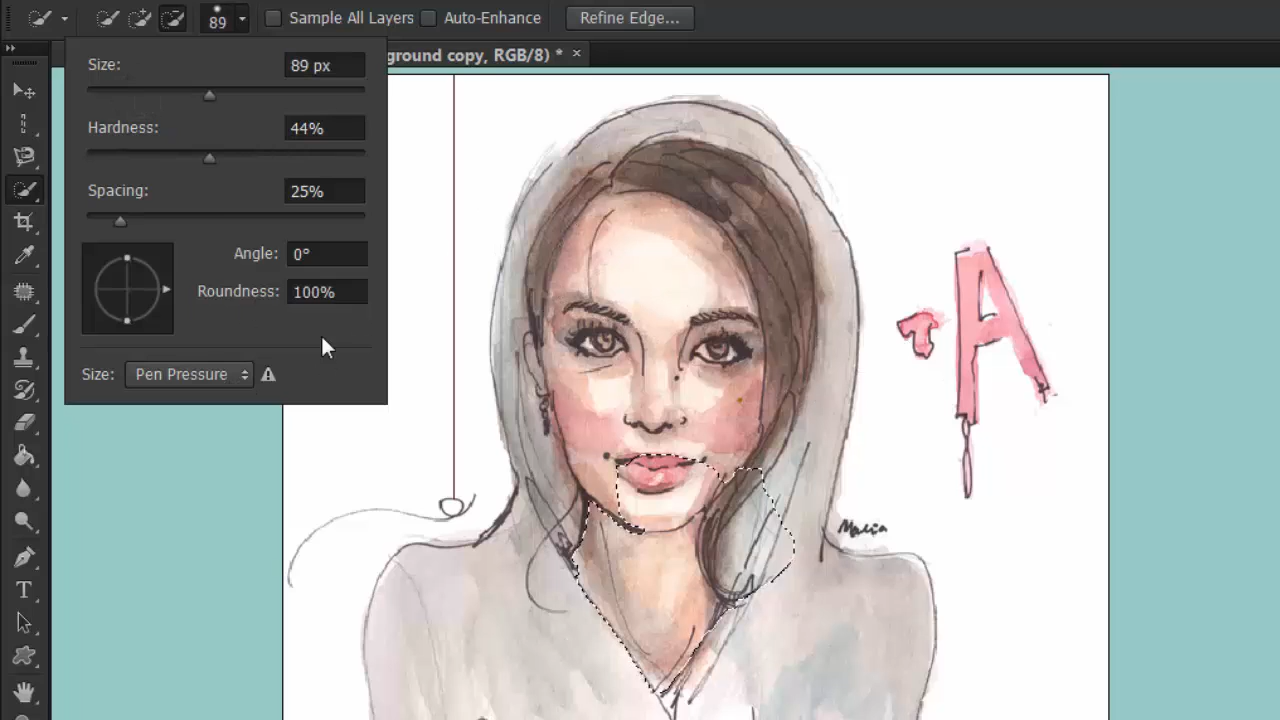 89 Sample All Layers Auto-Enhance Refine Edge...
ground copy, RGB/8) * ×
Size: 89 px
Hardness: 44%
Spacing: 25%
Angle: 0°
Roundness: 100%
Size: Pen Pressure
A
T